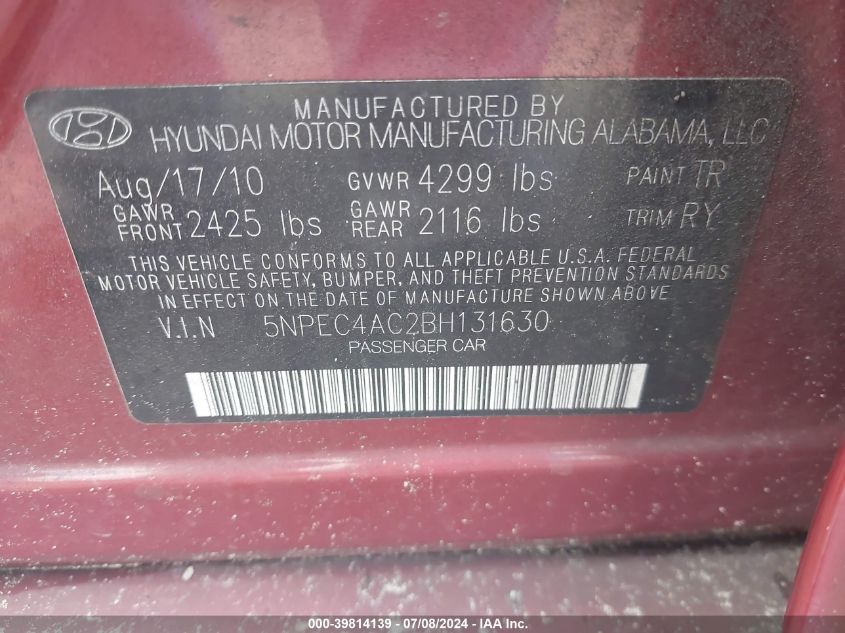 MANUFACTURED BY
HYUNDAI MOTOR MANUFACTURING ALABAMA, LLC
Aug/17/10 GVWR 4299 lbs PAINT TR
GAWR FRONT 2425 lbs GAWR REAR 2116 lbs TRIM RY
THIS VEHICLE CONFORMS TO ALL APPLICABLE U.S.A. FEDERAL
MOTOR VEHICLE SAFETY, BUMPER, AND THEFT PREVENTION STANDARDS
IN EFFECT ON THE DATE OF MANUFACTURE SHOWN ABOVE
V.I.N 5NPEC4AC2BH131630
PASSENGER CAR
000-39814139 - 07/08/2024 - IAA Inc.